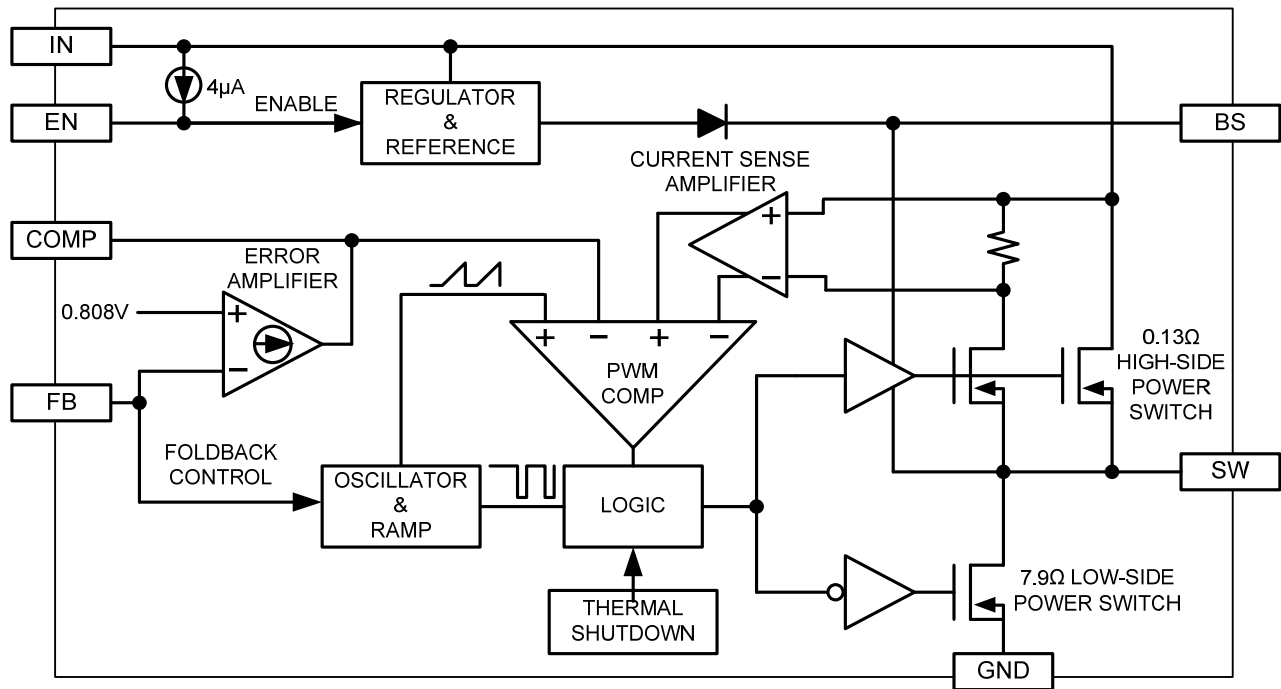 IN
4µA
EN
ENABLE
REGULATOR
&
REFERENCE
BS
CURRENT SENSE
AMPLIFIER
COMP
ERROR
AMPLIFIER
0.808V
+
−
FB
+
−
+ − + −
PWM
COMP
0.13Ω
HIGH-SIDE
POWER
SWITCH
FOLDBACK
CONTROL
OSCILLATOR
&
RAMP
LOGIC
SW
THERMAL
SHUTDOWN
7.9Ω LOW-SIDE
POWER SWITCH
GND